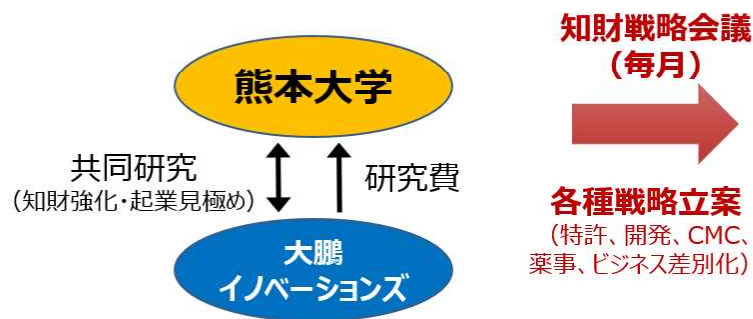 熊本大学
共同研究
（知財強化・起業見極め）
研究費
大鵬
イノベーションズ
知財戦略会議
（毎月）
各種戦略立案
（特許、開発、CMC、
薬事、ビジネス差別化）